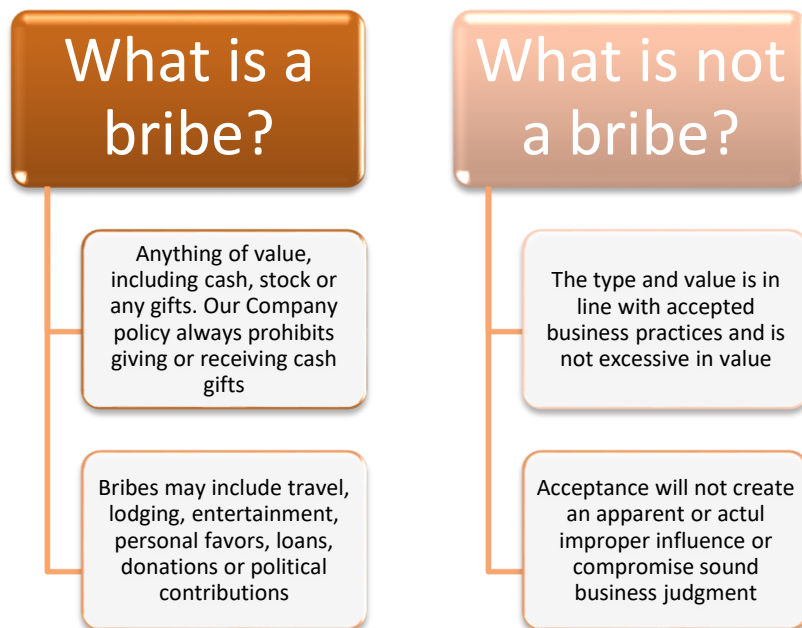 What is a
bribe?
Anything of value,
including cash, stock or
any gifts. Our Company
policy always prohibits
giving or receiving cash
gifts
Bribes may include travel,
lodging, entertainment,
personal favors, loans,
donations or political
contributions
What is not
a bribe?
The type and value is in
line with accepted
business practices and is
not excessive in value
Acceptance will not create
an apparent or actul
improper influence or
compromise sound
business judgment